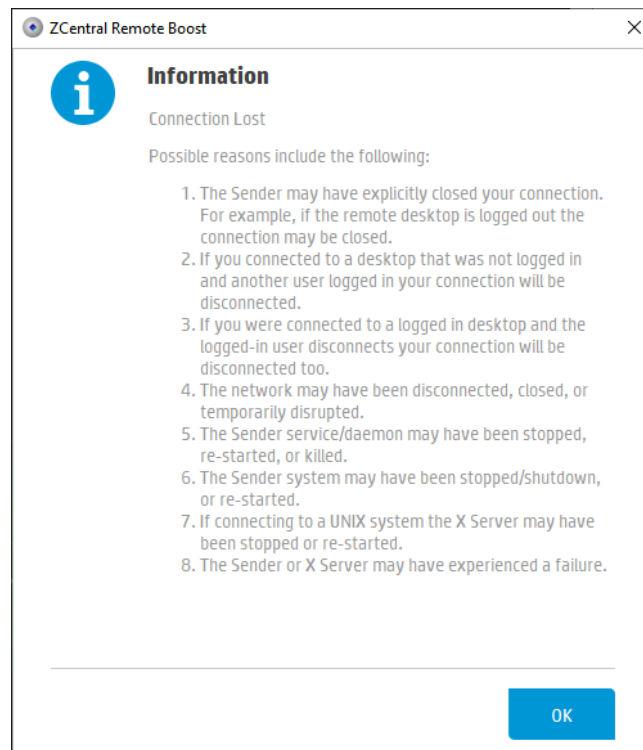 ZCentral Remote Boost
Information
Connection Lost
Possible reasons include the following:
1. The Sender may have explicitly closed your connection.
For example, if the remote desktop is logged out the
connection may be closed.
2. If you connected to a desktop that was not logged in
and another user logged in your connection will be
disconnected.
3. If you were connected to a logged in desktop and the
logged-in user disconnects your connection will be
disconnected too.
4. The network may have been disconnected, closed, or
temporarily disrupted.
5. The Sender service/daemon may have been stopped,
re-started, or killed.
6. The Sender system may have been stopped/shutdown,
or re-started.
7. If connecting to a UNIX system the X Server may have
been stopped or re-started.
8. The Sender or X Server may have experienced a failure.
OK